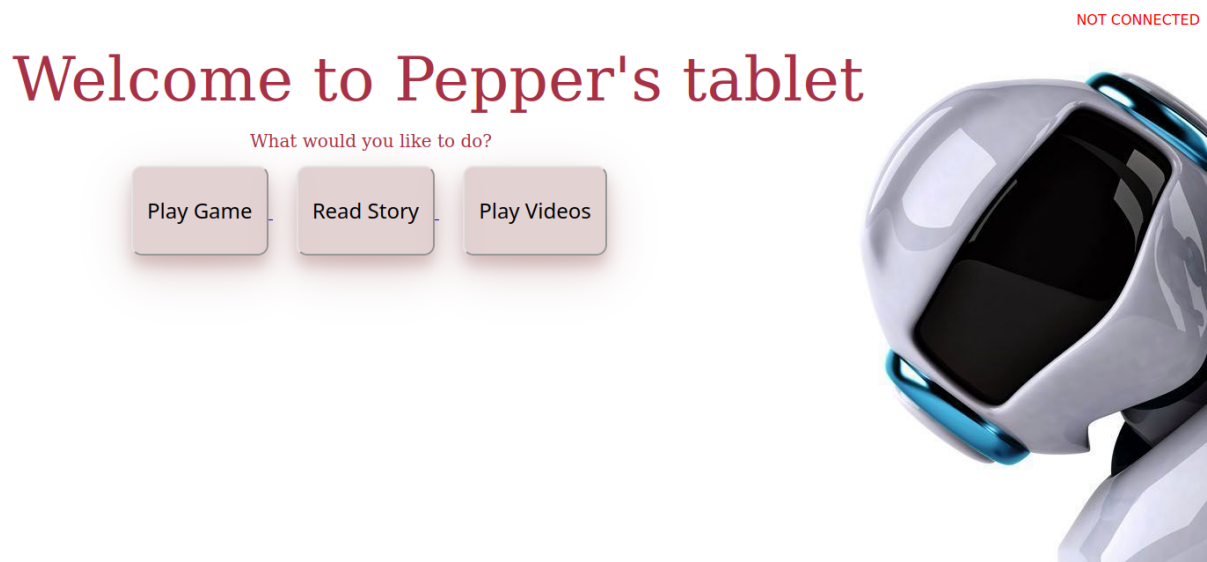 NOT CONNECTED
Welcome to Pepper's tablet
What would you like to do?
Play Game Read Story Play Videos